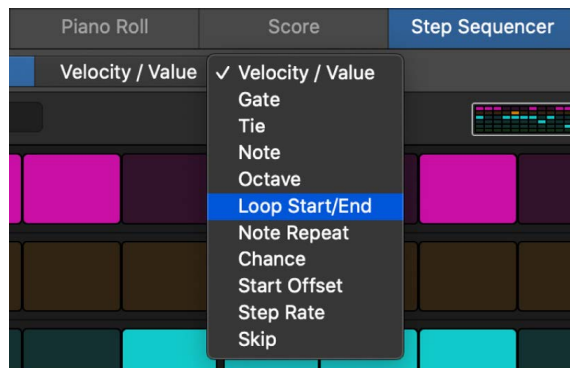 Piano Roll
Score
Step Sequencer
Velocity / Value
✓ Velocity / Value
Gate
Tie
Note
Octave
Loop Start/End
Note Repeat
Chance
Start Offset
Step Rate
Skip